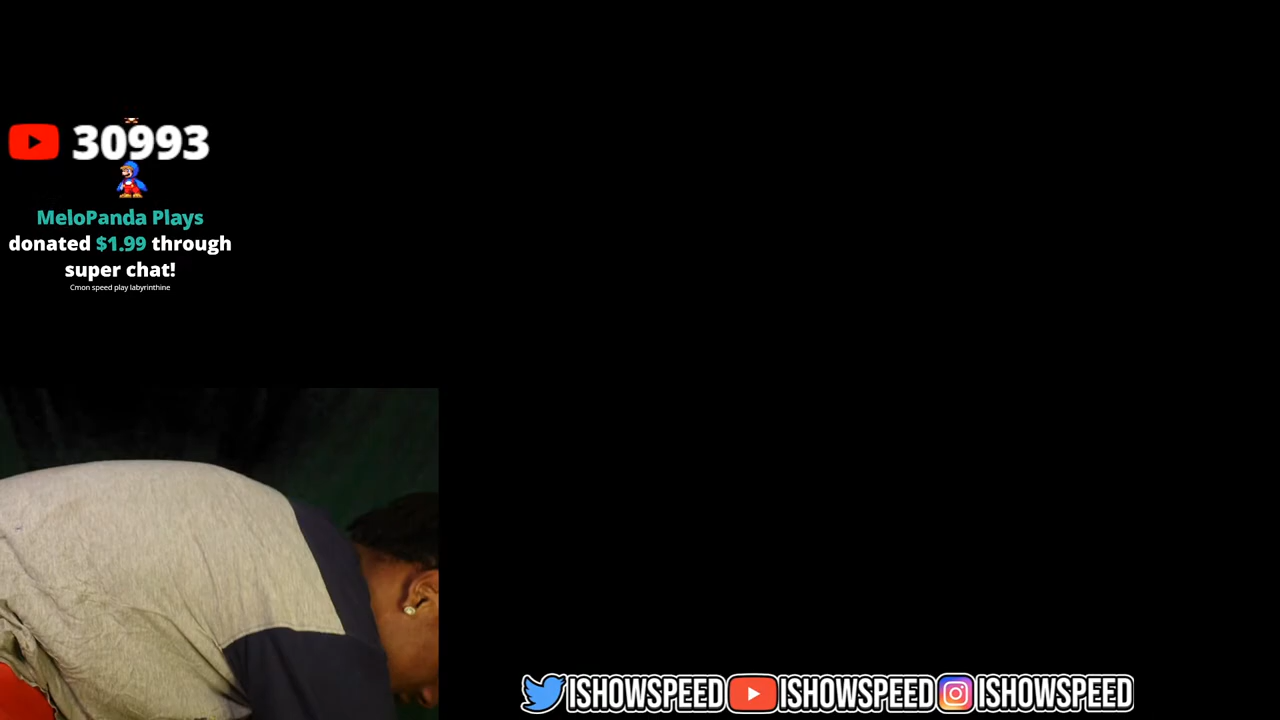 30993
MeloPanda Plays
donated $1.99 through
super chat!
Cmon speed play labyrinthine
ISHOWSPEED ISHOWSPEED ISHOWSPEED